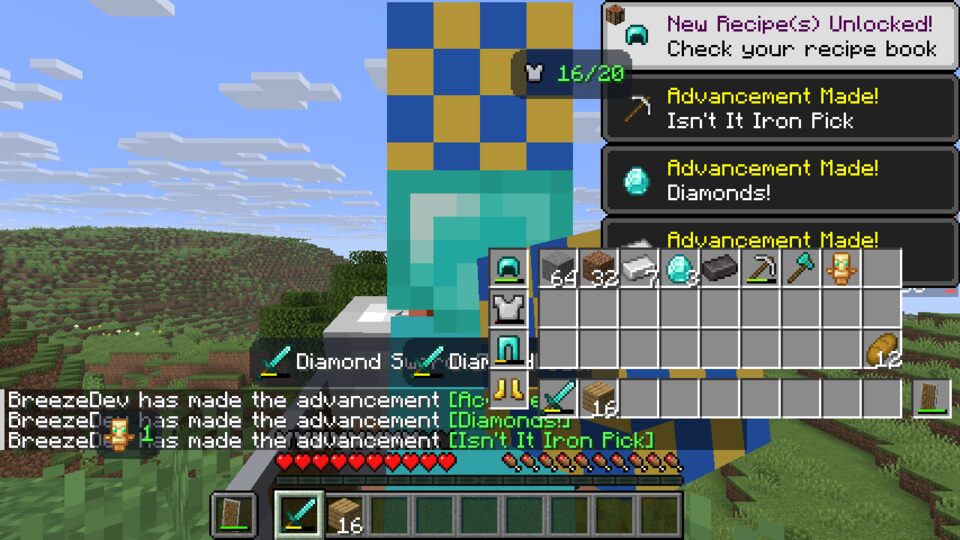 New Recipe(s) Unlocked!
Check your recipe book
16/20
Advancement Made!
Isn't It Iron Pick
Advancement Made!
Diamonds!
Advancement Made!
64
32
7
3
12
Diamond
BreezeDev has made the advancement
BreezeDev has made the advancement [Diamonds!]
has made the advancement [Isn't It Iron Pick]
1
16
16